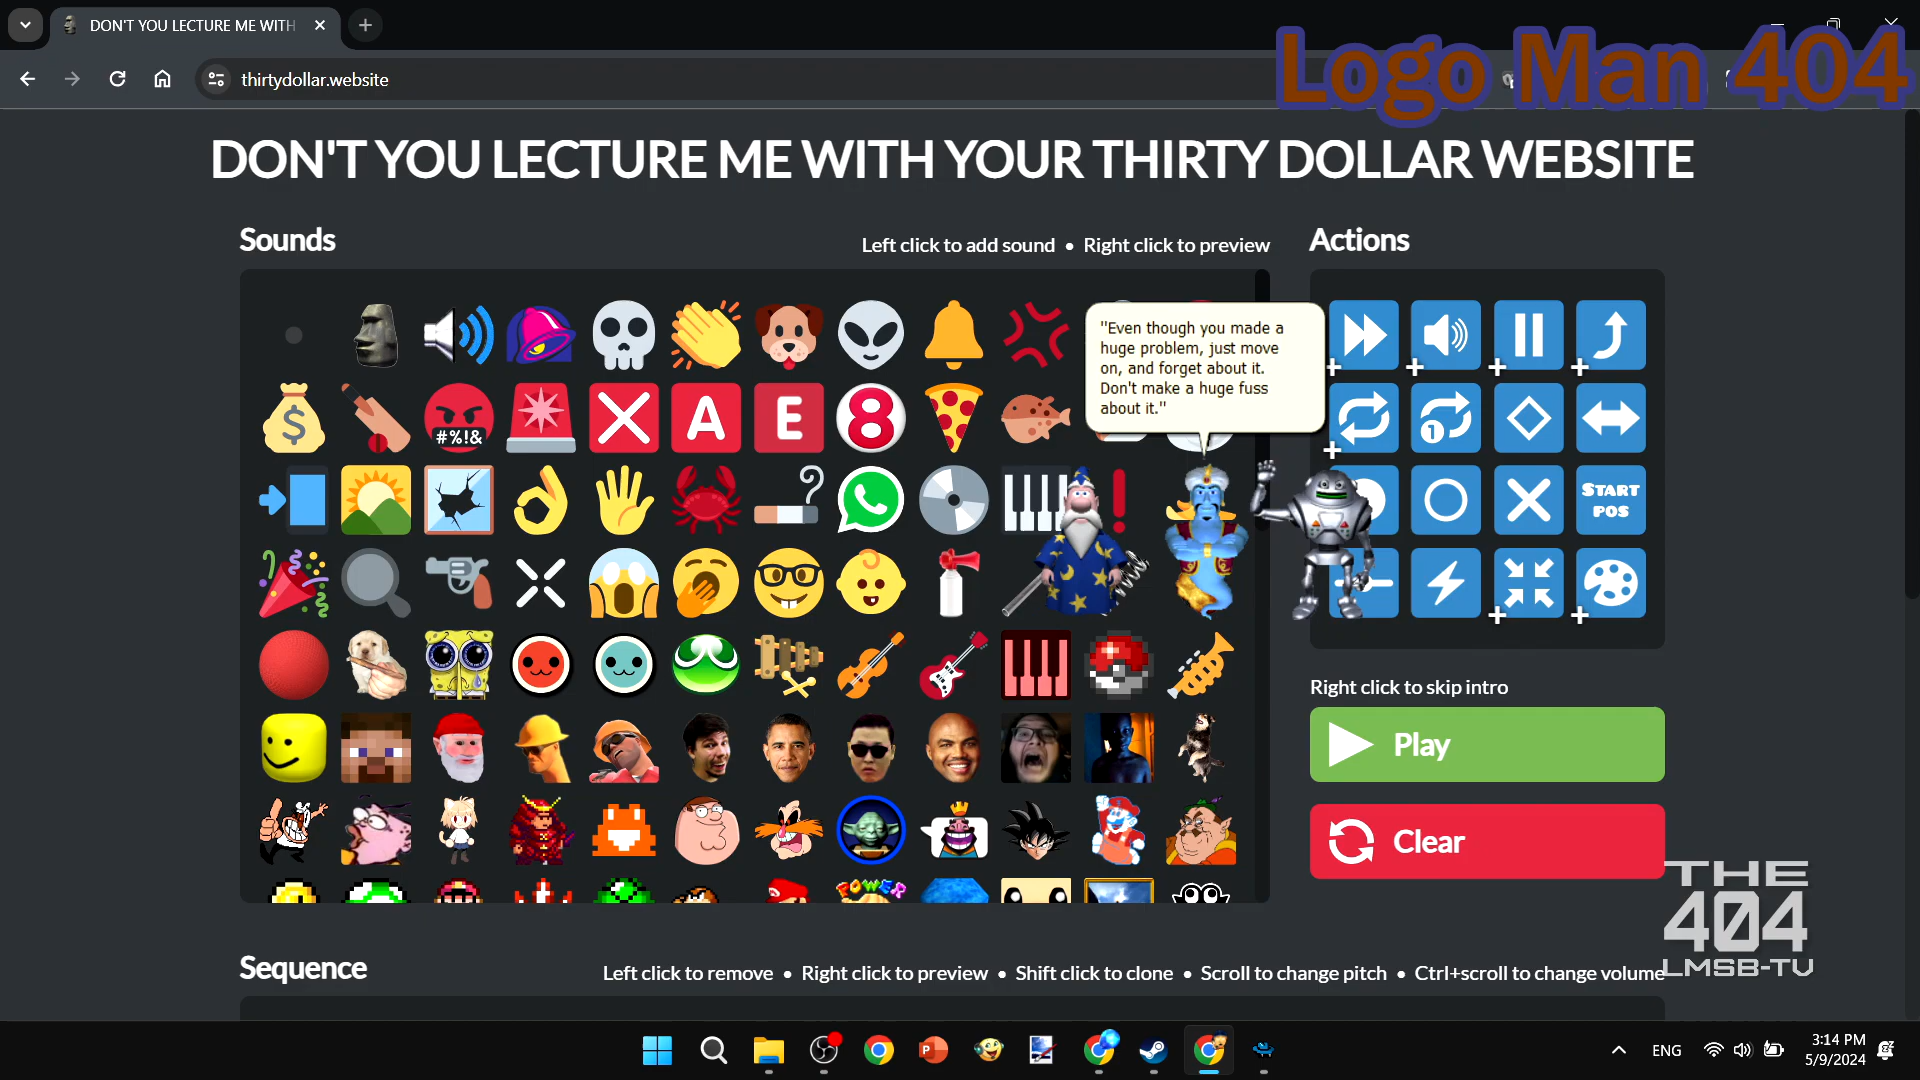 DON'T YOU LECTURE ME WITH
thirtydollar.website
Logo Man 404
DON'T YOU LECTURE ME WITH YOUR THIRTY DOLLAR WEBSITE
Sounds
Left click to add sound • Right click to preview
Actions
"Even though you made a
huge problem, just move
on, and forget about it.
Don't make a huge fuss
about it."
#%!&
A
E
8
1
START
POS
?
Right click to skip intro
Play
POWER
Clear
THE
404
LMSB-TV
Sequence
Left click to remove • Right click to preview • Shift click to clone • Scroll to change pitch • Ctrl+scroll to change volume
P
ENG
3:14 PM
5/9/2024